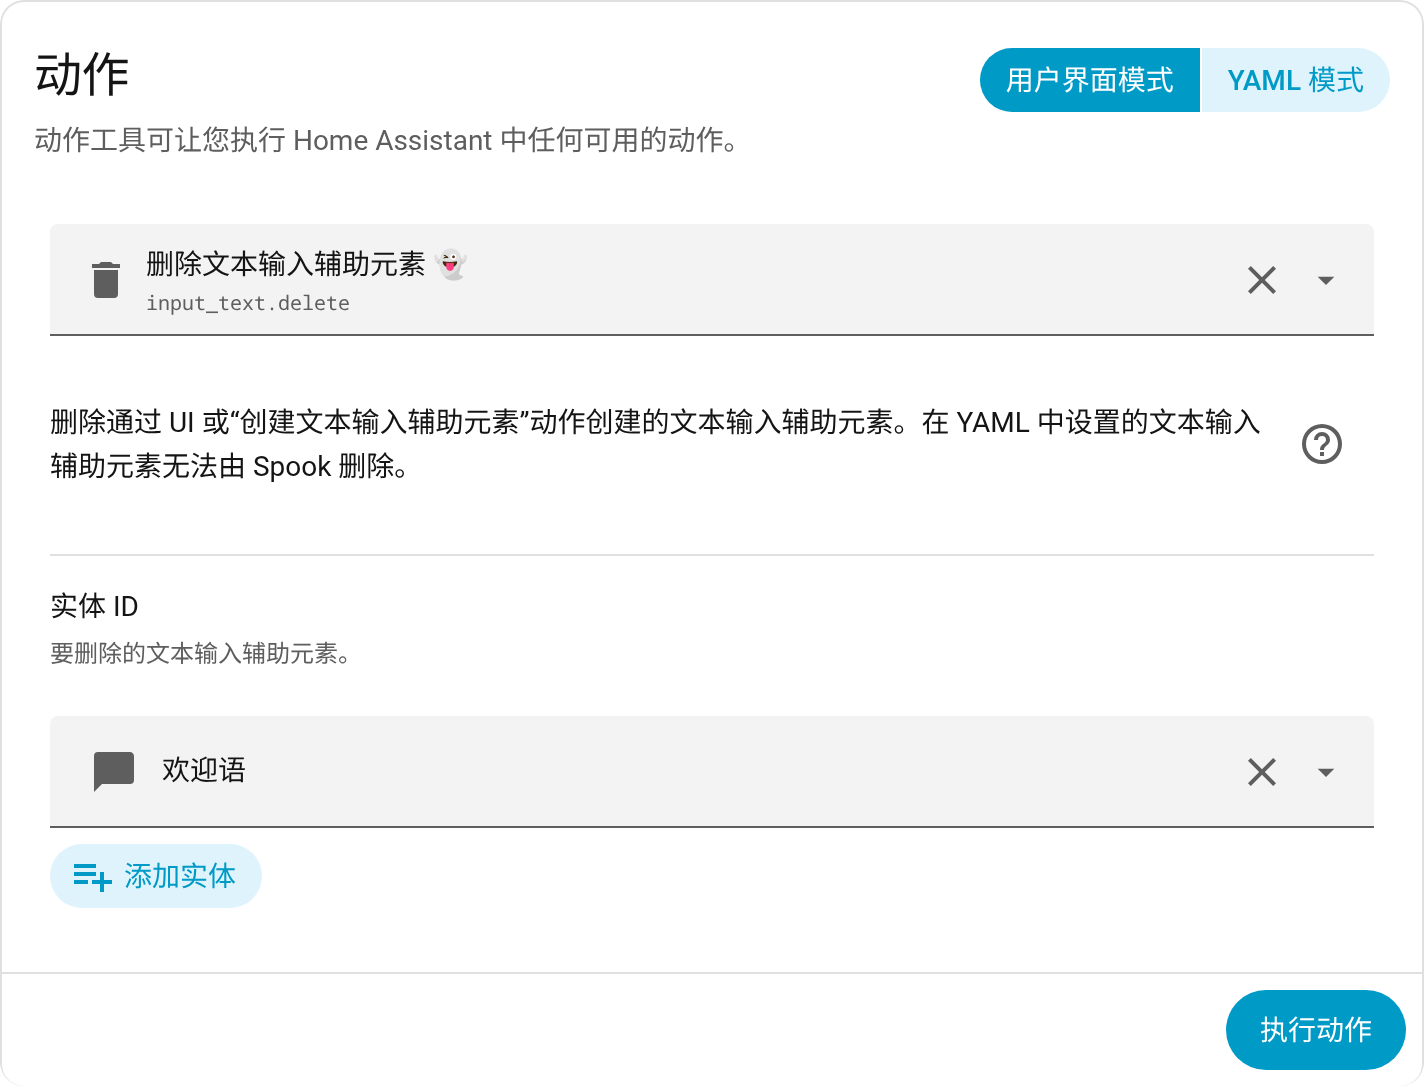 动作
用户界面模式
YAML 模式
动作工具可让您执行 Home Assistant 中任何可用的动作。
删除文本输入辅助元素 👻
input_text.delete
删除通过 UI 或“创建文本输入辅助元素”动作创建的文本输入辅助元素。在 YAML 中设置的文本输入
辅助元素无法由 Spook 删除。
实体 ID
要删除的文本输入辅助元素。
欢迎语
添加实体
执行动作